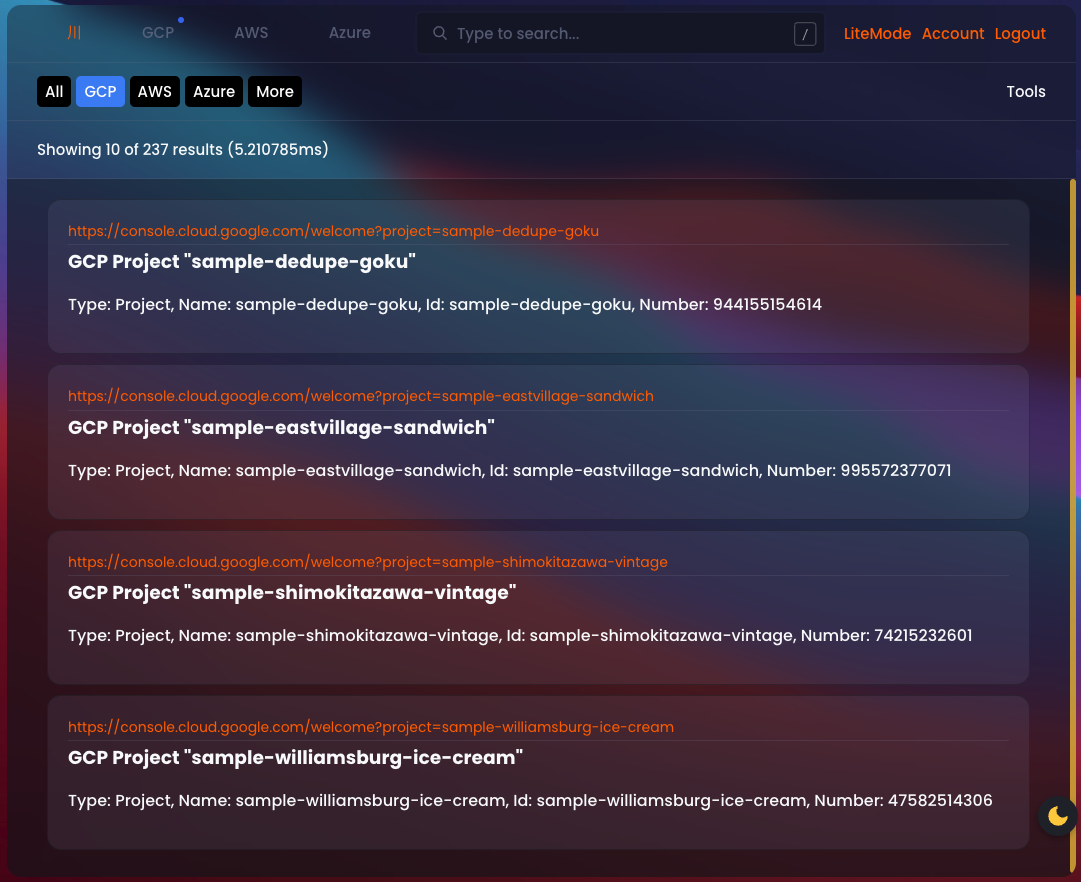 川 GCP AWS Azure Type to search... / LiteMode Account Logout
All GCP AWS Azure More Tools
Showing 10 of 237 results (5.210785ms)
https://console.cloud.google.com/welcome?project=sample-dedupe-goku
GCP Project "sample-dedupe-goku"
Type: Project, Name: sample-dedupe-goku, Id: sample-dedupe-goku, Number: 944155154614
https://console.cloud.google.com/welcome?project=sample-eastvillage-sandwich
GCP Project "sample-eastvillage-sandwich"
Type: Project, Name: sample-eastvillage-sandwich, Id: sample-eastvillage-sandwich, Number: 995572377071
https://console.cloud.google.com/welcome?project=sample-shimokitazawa-vintage
GCP Project "sample-shimokitazawa-vintage"
Type: Project, Name: sample-shimokitazawa-vintage, Id: sample-shimokitazawa-vintage, Number: 74215232601
https://console.cloud.google.com/welcome?project=sample-williamsburg-ice-cream
GCP Project "sample-williamsburg-ice-cream"
Type: Project, Name: sample-williamsburg-ice-cream, Id: sample-williamsburg-ice-cream, Number: 47582514306